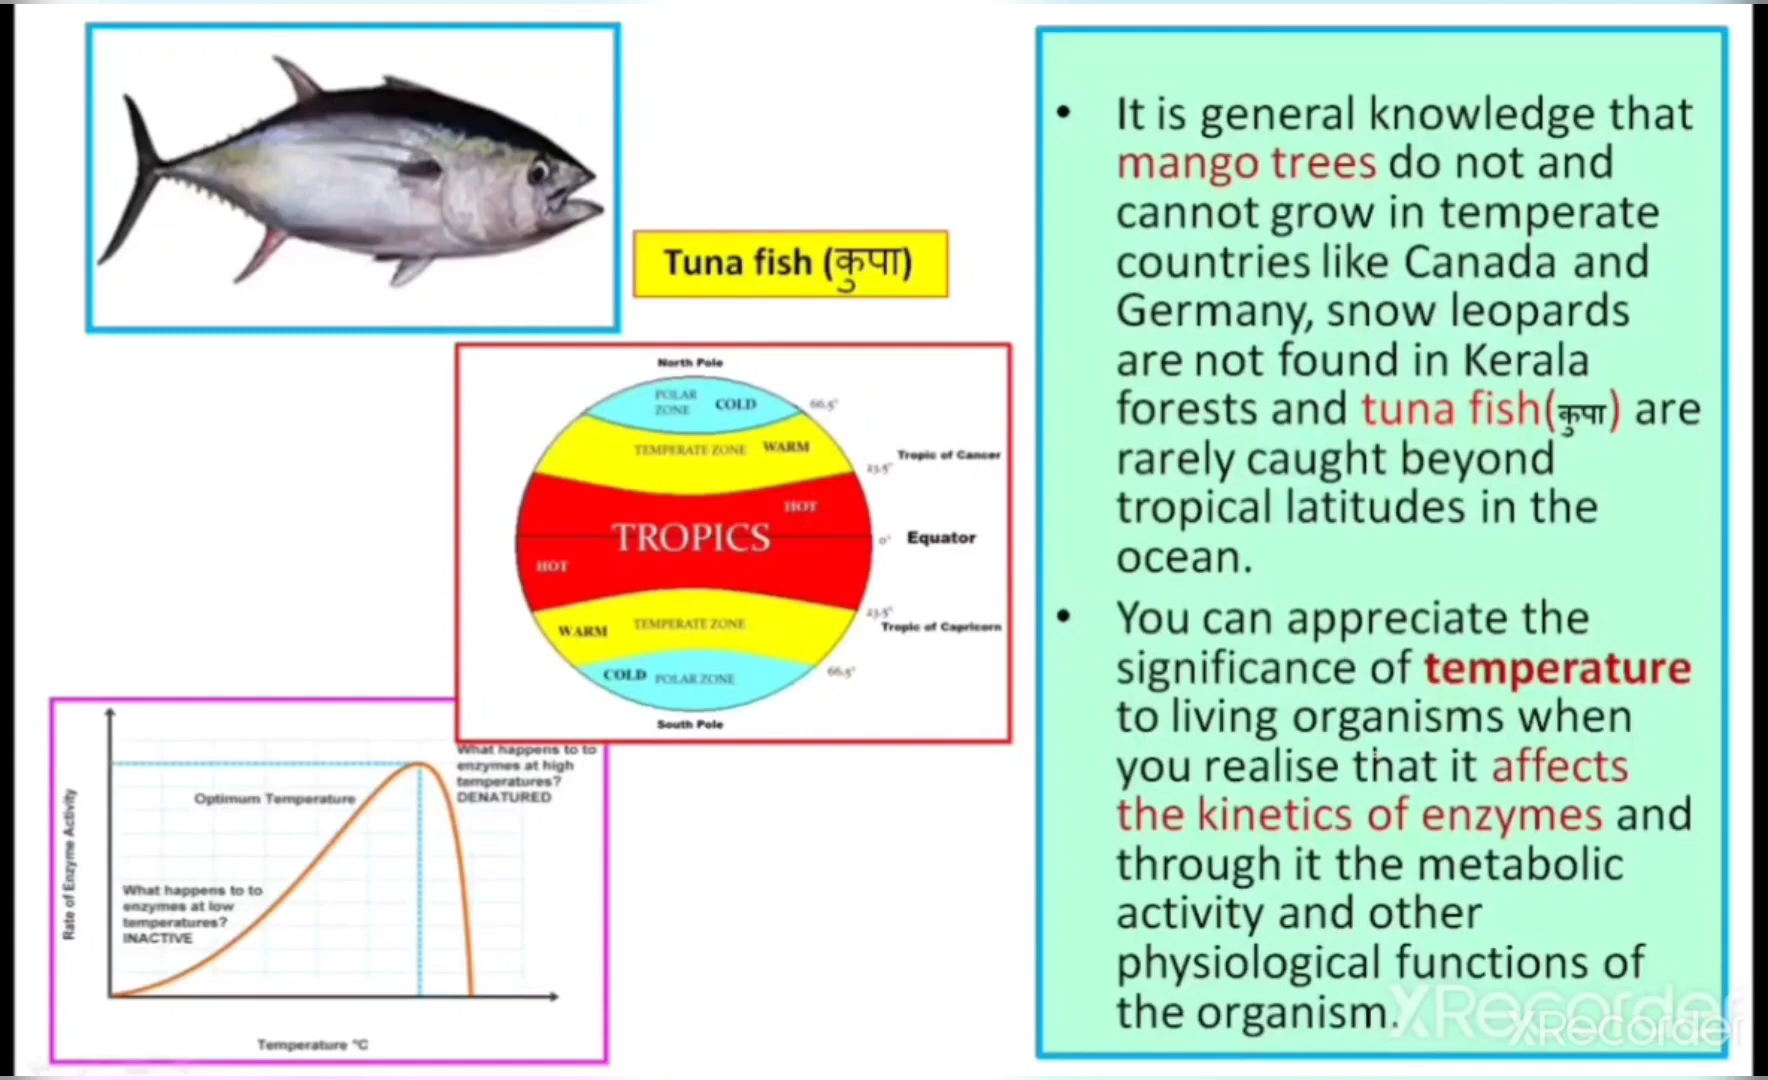 Tuna fish (कुपा)
North Pole
POLAR
ZONE
COLD
66.5°
TEMPERATE ZONE
WARM
Tropic of Cancer
23.5°
HOT
TROPICS
0°
Equator
HOT
23.5°
Tropic of Capricorn
WARM
TEMPERATE ZONE
COLD
POLAR ZONE
66.5°
South Pole
What happens to to
enzymes at high
temperatures?
DENATURED
Optimum Temperature
Rate of Enzyme Activity
What happens to to
enzymes at low
temperatures?
INACTIVE
Temperature °C
• It is general knowledge that
mango trees do not and
cannot grow in temperate
countries like Canada and
Germany, snow leopards
are not found in Kerala
forests and tuna fish(कुपा) are
rarely caught beyond
tropical latitudes in the
ocean.
• You can appreciate the
significance of temperature
to living organisms when
you realise that it affects
the kinetics of enzymes and
through it the metabolic
activity and other
physiological functions of
the organism.
XRecorder
XRecorder